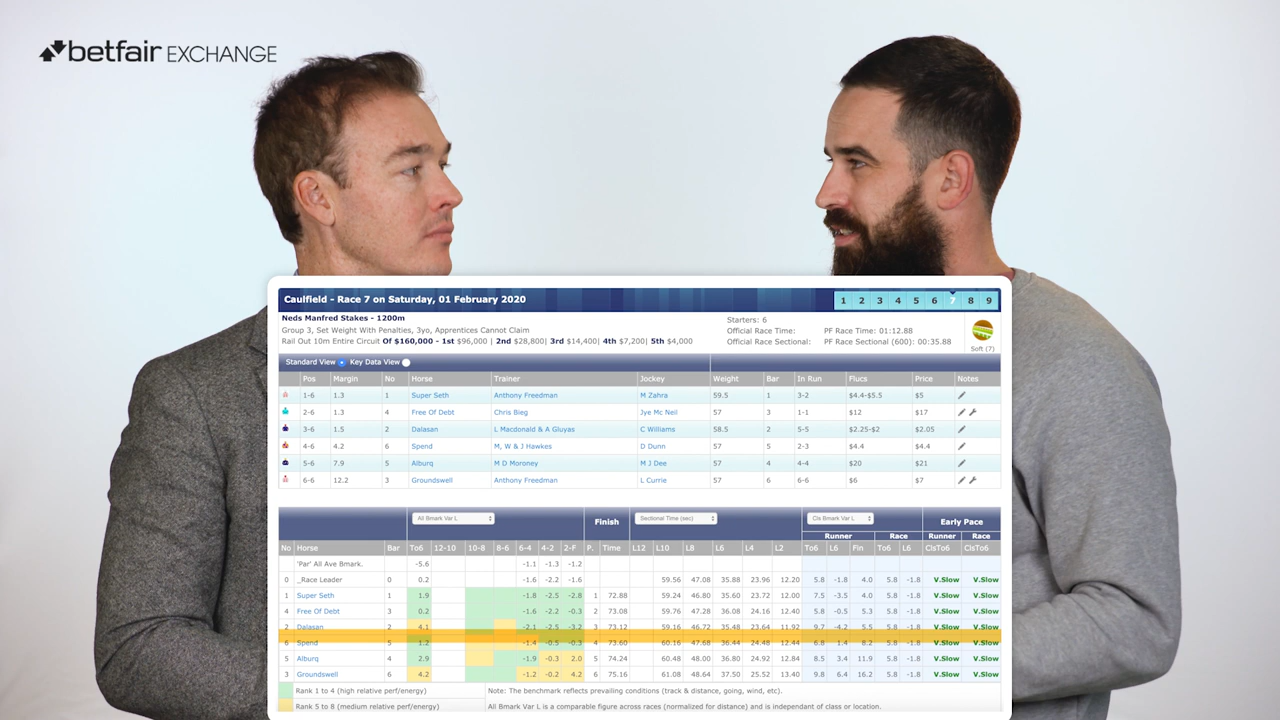 betfair EXCHANGE
Caulfield - Race 7 on Saturday, 01 February 2020 1 2 3 4 5 6 7 8 9
Neds Manfred Stakes - 1200m
Group 3, Set Weight With Penalties, 3yo, Apprentices Cannot Claim
Rail Out 10m Entire Circuit Of $160,000 - 1st $96,000 | 2nd $28,800| 3rd $14,400| 4th $7,200| 5th $4,000
Starters: 6
Official Race Time: PF Race Time: 01:12.88
Official Race Sectional: PF Race Sectional (600): 00:35.88
Soft (7)
Standard View Key Data View
Pos Margin No Horse Trainer Jockey Weight Bar In Run Flucs Price Notes
1-6 1.3 1 Super Seth Anthony Freedman M Zahra 59.5 1 3-2 $4.4-$5.5 $5
2-6 1.3 4 Free Of Debt Chris Bieg Jye Mc Neil 57 3 1-1 $12 $17
3-6 1.5 2 Dalasan L Macdonald & A Gluyas C Williams 58.5 2 5-5 $2.25-$2 $2.05
4-6 4.2 6 Spend M, W & J Hawkes D Dunn 57 5 2-3 $4.4 $4.4
5-6 7.9 5 Alburq M D Moroney M J Dee 57 4 4-4 $20 $21
6-6 12.2 3 Groundswell Anthony Freedman L Currie 57 6 6-6 $6 $7
All Bmark Var L Finish Sectional Time (sec) Cls Bmark Var L Early Pace
Runner Race Runner Race
No Horse Bar To6 12-10 10-8 8-6 6-4 4-2 2-F P. Time L12 L10 L8 L6 L4 L2 To6 L6 Fin To6 L6 ClsTo6 ClsTo6
'Par' All Ave Bmark. -5.6 -1.1 -1.3 -1.2
0 _Race Leader 0 0.2 -1.6 -2.2 -1.6 59.56 47.08 35.88 23.96 12.20 5.8 -1.8 4.0 5.8 -1.8 V.Slow V.Slow
1 Super Seth 1 1.9 -1.8 -2.5 -2.8 1 72.88 59.24 46.80 35.60 23.72 12.00 7.5 -3.5 4.0 5.8 -1.8 V.Slow V.Slow
4 Free Of Debt 3 0.2 -1.6 -2.2 -0.3 2 73.08 59.76 47.28 36.08 24.16 12.40 5.8 -0.5 5.3 5.8 -1.8 V.Slow V.Slow
2 Dalasan 2 4.1 -2.1 -2.5 -3.2 3 73.12 59.16 46.72 35.48 23.64 11.92 9.7 -4.2 5.5 5.8 -1.8 V.Slow V.Slow
6 Spend 5 1.2 -1.4 -0.5 -0.3 4 73.60 60.16 47.68 36.44 24.48 12.44 6.8 1.4 8.2 5.8 -1.8 V.Slow V.Slow
5 Alburq 4 2.9 -1.9 -0.3 2.0 5 74.24 60.48 48.00 36.80 24.92 12.84 8.5 3.4 11.9 5.8 -1.8 V.Slow V.Slow
3 Groundswell 6 4.2 -1.2 -0.2 4.2 6 75.16 61.08 48.64 37.50 25.52 13.24 9.8 6.4 16.2 5.8 -1.8 V.Slow V.Slow
Rank 1 to 4 (high relative perf/energy) Note: The benchmark reflects prevailing conditions (track & distance, going, wind, etc).
Rank 5 to 8 (medium relative perf/energy) All Bmark Var L is a comparable figure across races (normalized for distance) and is independant of class or location.